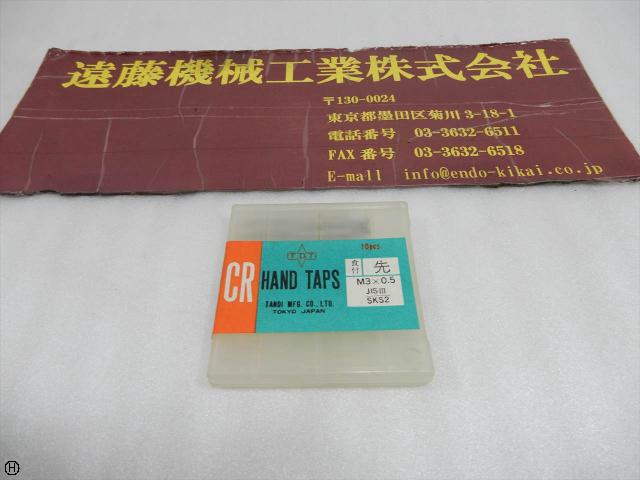 遠藤機械工業株式会社
〒130-0024
東京都墨田区菊川 3-18-1
電話番号 03-3632-6511
FAX 番号 03-3632-6518
E-mail info@endo-kikai.co.jp
10pcs.
TDT
CR HAND TAPS
TANOI MFG. CO., LTD.
TOKYO JAPAN
食付 先
M3×0.5
JIS III
SKS2
H